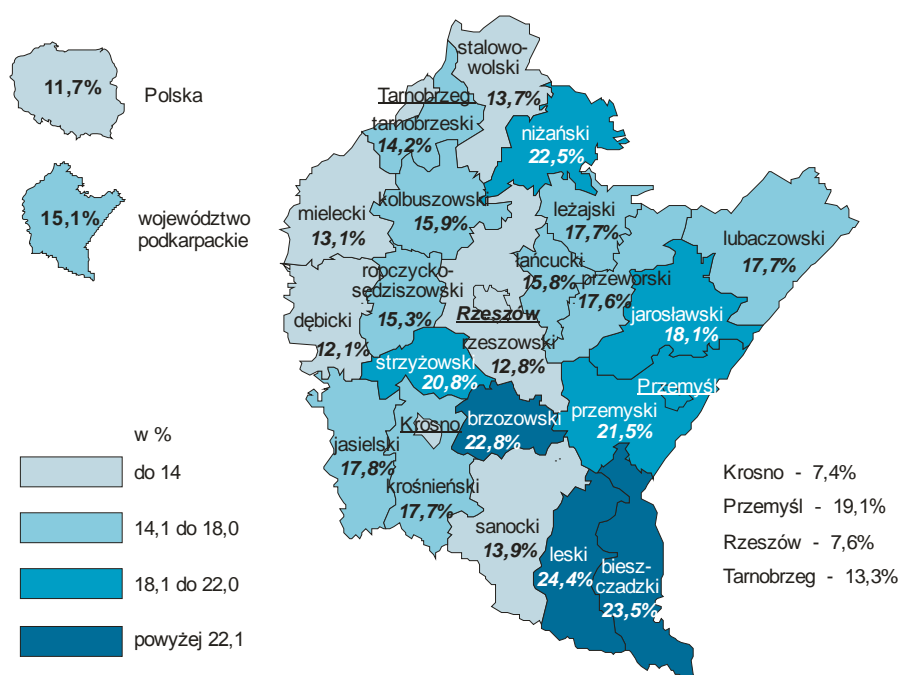 11,7%
Polska
15,1%
województwo
podkarpackie
stalowo-
wolski
13,7%
Tarnobrzeg
tarnobrzeski
14,2%
niżański
22,5%
mielecki
13,1%
kolbuszowski
15,9%
leżajski
17,7%
lubaczowski
17,7%
ropczycko-
sędziszowski
15,3%
łańcucki
15,8%
przeworski
17,6%
jarosławski
18,1%
dębicki
12,1%
Rzeszów
rzeszowski
12,8%
strzyżowski
20,8%
Przemyśl
przemyski
21,5%
brzozowski
22,8%
Krosno
jasielski
17,8%
krośnieński
17,7%
sanocki
13,9%
leski
24,4%
biesz-
czadzki
23,5%
w %
do 14
14,1 do 18,0
18,1 do 22,0
powyżej 22,1
Krosno - 7,4%
Przemyśl - 19,1%
Rzeszów - 7,6%
Tarnobrzeg - 13,3%